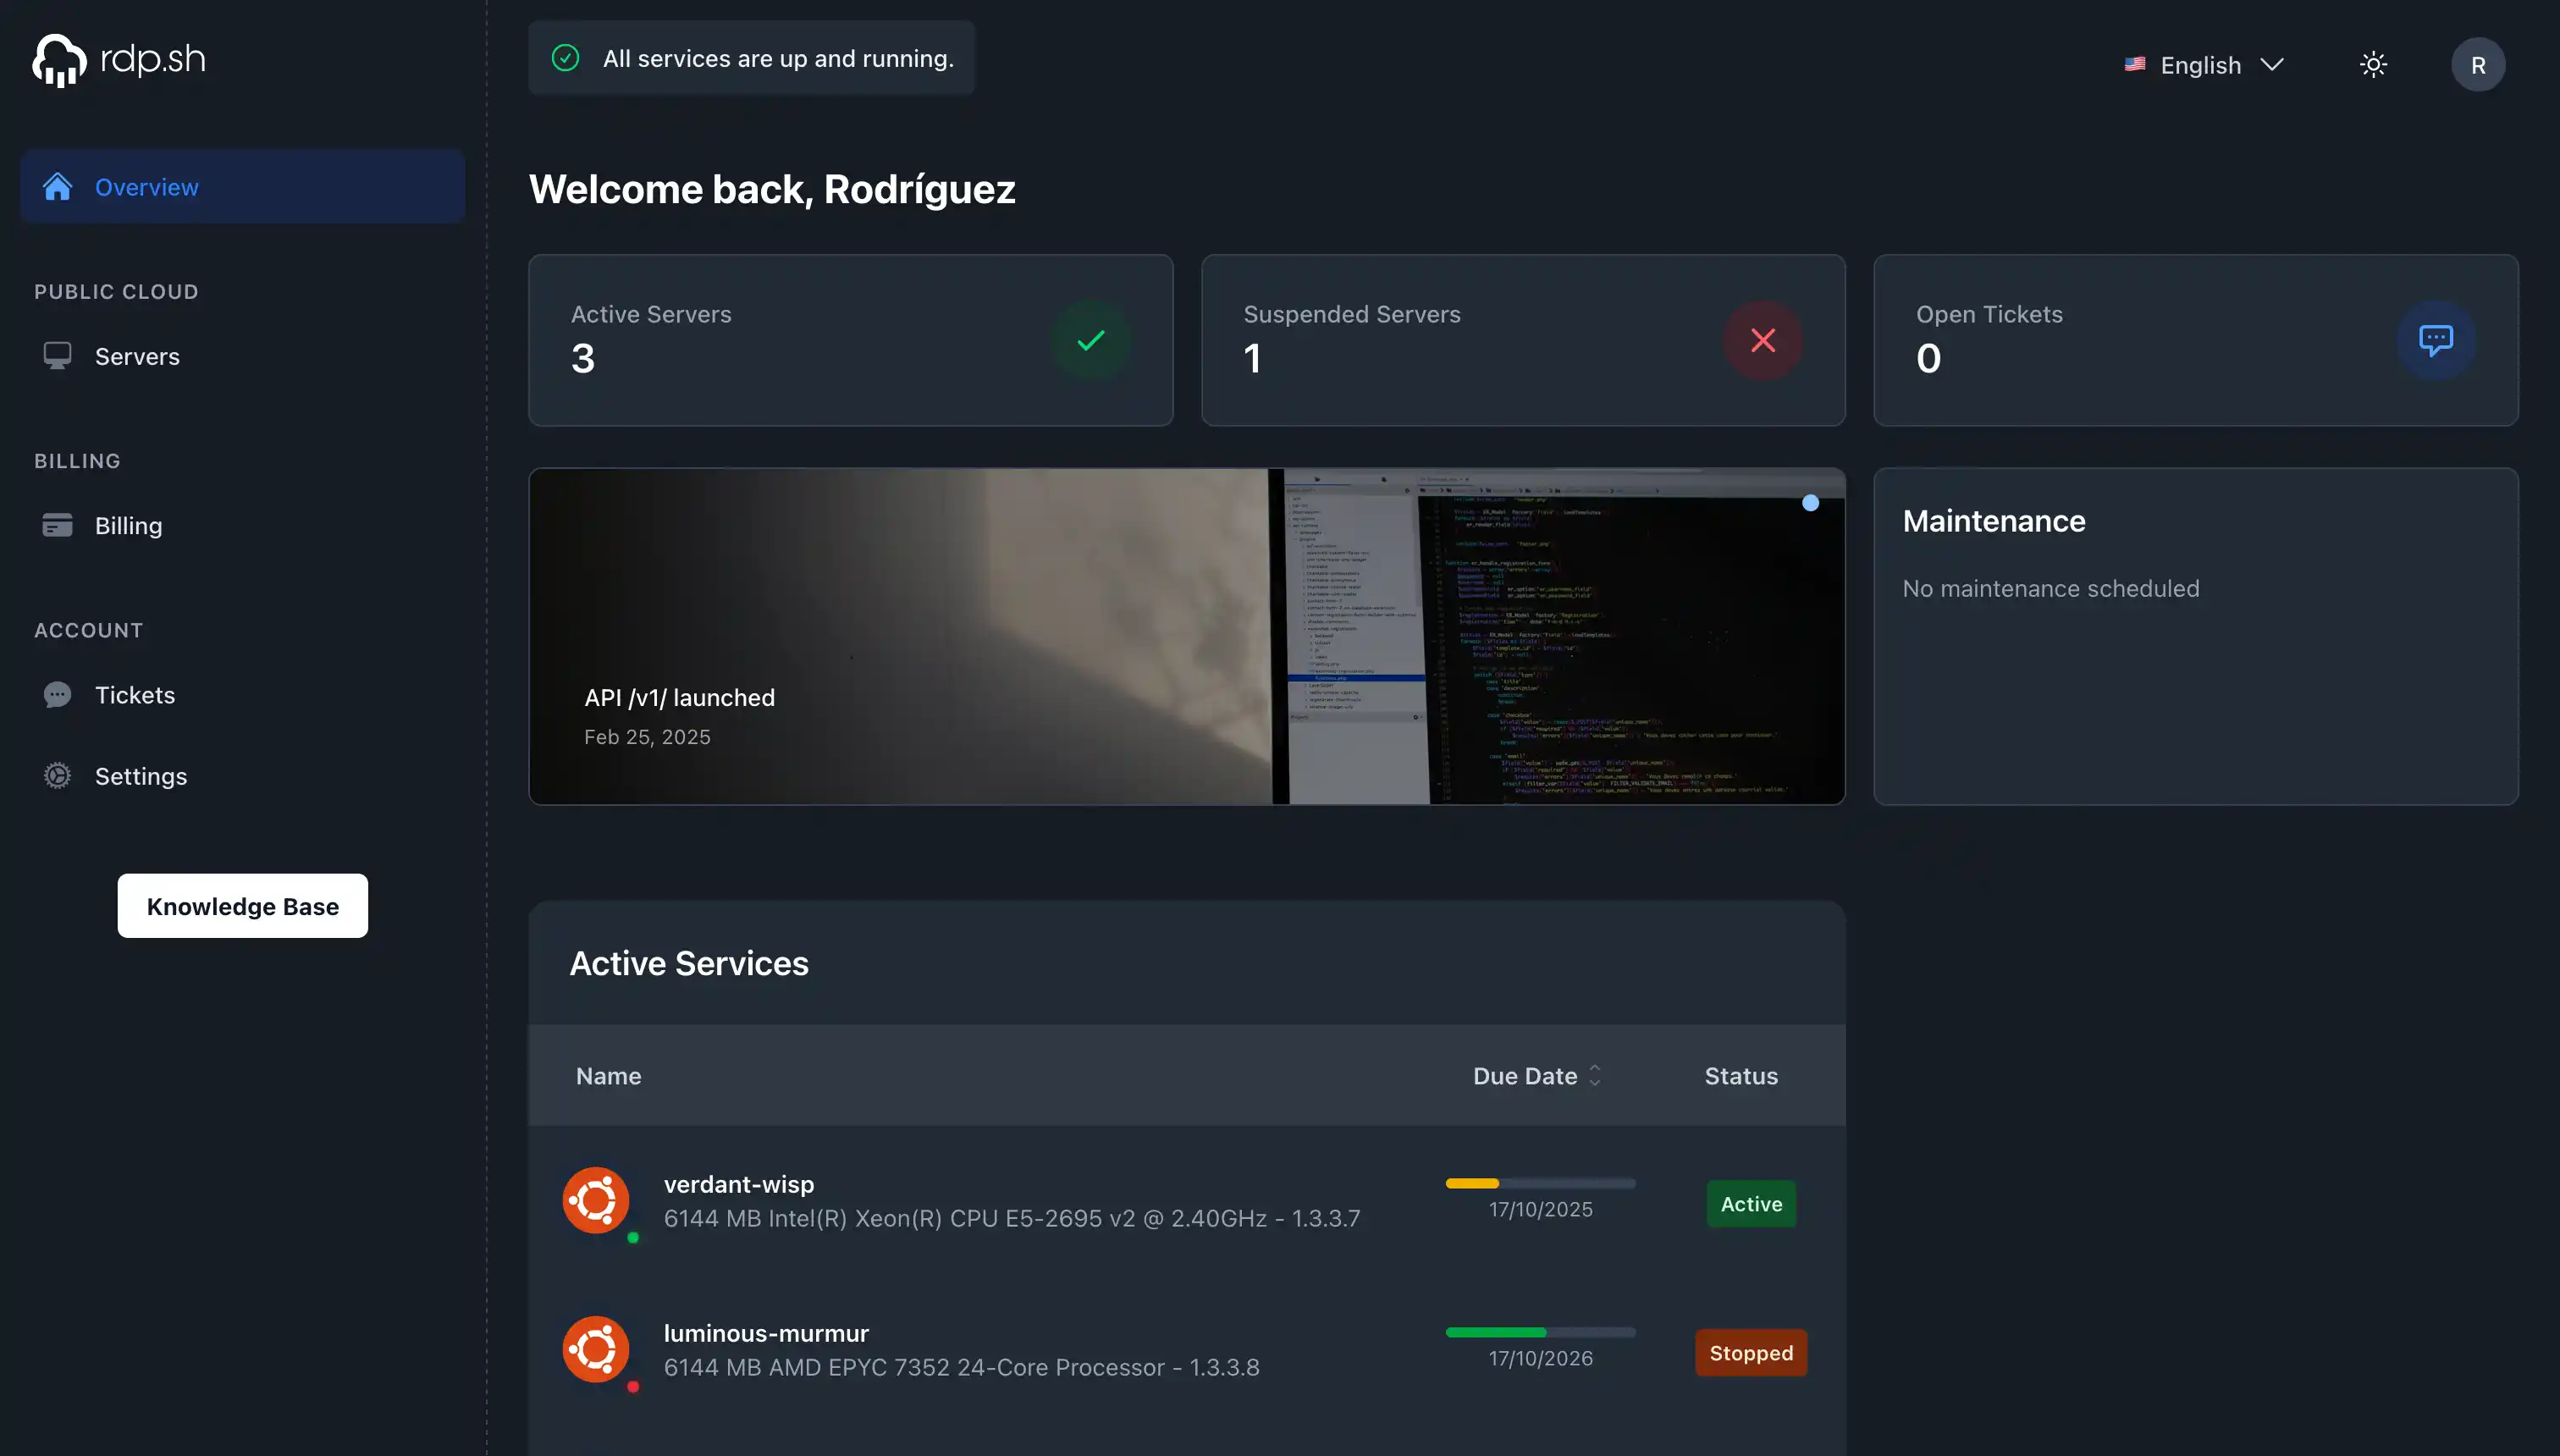 rdp.sh
All services are up and running.
English
R
Overview
PUBLIC CLOUD
Servers
BILLING
Billing
ACCOUNT
Tickets
Settings
Knowledge Base
Welcome back, Rodríguez
Active Servers
3
Suspended Servers
1
Open Tickets
0
API /v1/ launched
Feb 25, 2025
Maintenance
No maintenance scheduled
Active Services
Name
Due Date
Status
verdant-wisp
6144 MB Intel(R) Xeon(R) CPU E5-2695 v2 @ 2.40GHz - 1.3.3.7
17/10/2025
Active
luminous-murmur
6144 MB AMD EPYC 7352 24-Core Processor - 1.3.3.8
17/10/2026
Stopped